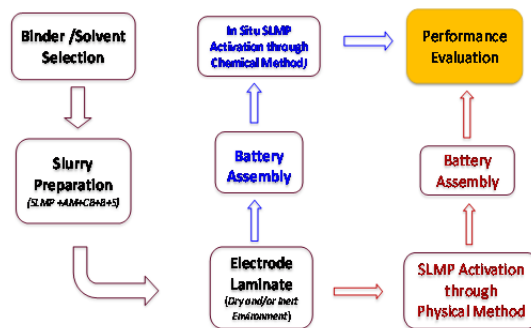 Binder /Solvent
Selection
Slurry
Preparation
(SLMP +AM+CB+B+S)
In Situ SLMP
Activation through
Chemical Method)
Battery
Assembly
Electrode
Laminate
(Dry and/or Inert
Environment)
Performance
Evaluation
Battery
Assembly
SLMP Activation
through
Physical Method